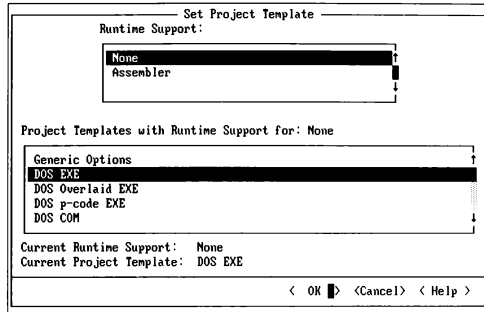 Set Project Template
Runtime Support:
None
Assembler
Project Templates with Runtime Support for: None
Generic Options
DOS EXE
DOS Overlaid EXE
DOS p-code EXE
DOS COM
Current Runtime Support: None
Current Project Template: DOS EXE
< OK > <Cancel> < Help >